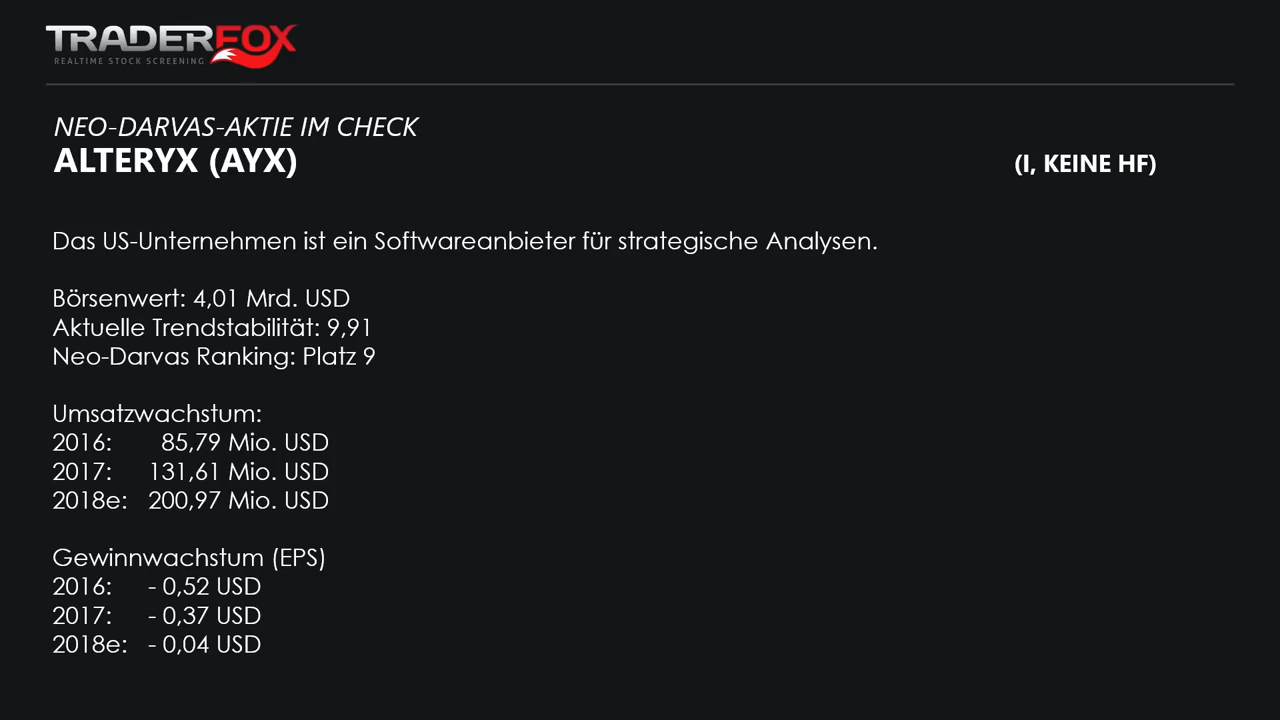 TRADERFOX
REALTIME STOCK SCREENING
NEO-DARVAS-AKTIE IM CHECK
ALTERYX (AYX) (I, KEINE HF)
Das US-Unternehmen ist ein Softwareanbieter für strategische Analysen.
Börsenwert: 4,01 Mrd. USD
Aktuelle Trendstabilität: 9,91
Neo-Darvas Ranking: Platz 9
Umsatzwachstum:
2016: 85,79 Mio. USD
2017: 131,61 Mio. USD
2018e: 200,97 Mio. USD
Gewinnwachstum (EPS)
2016: - 0,52 USD
2017: - 0,37 USD
2018e: - 0,04 USD